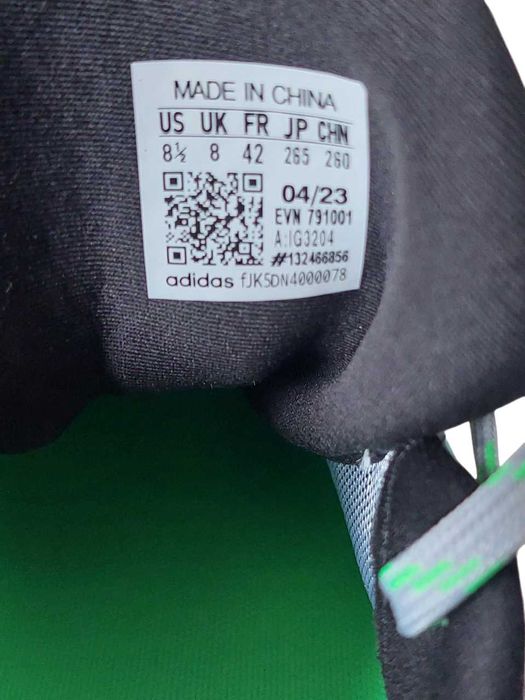 MADE IN CHINA
US UK FR JP CHN
8½ 8 42 265 260
04/23
EVN 791001
A:IG3204
#132466856
adidas fJK5DN4000078